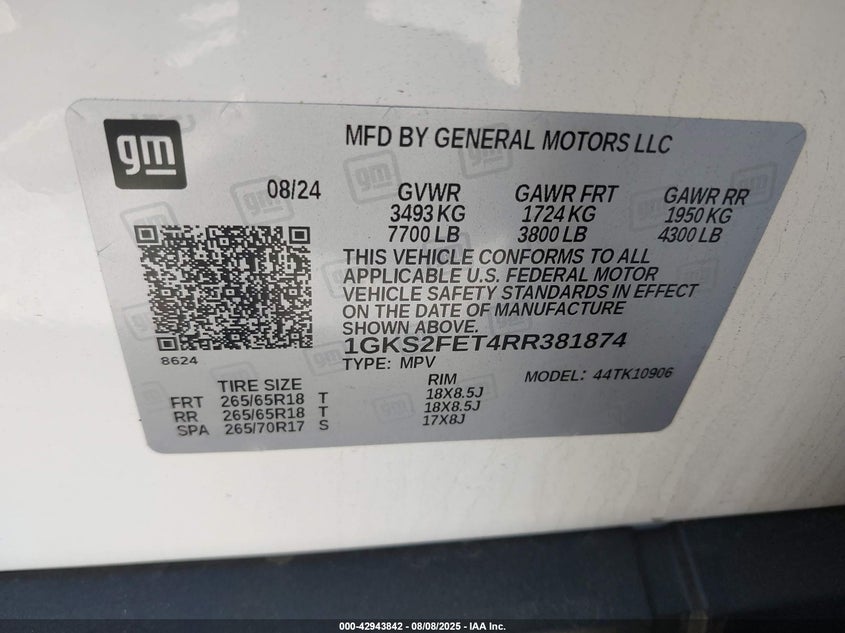 gm
MFD BY GENERAL MOTORS LLC
08/24
GVWR GAWR FRT GAWR RR
3493 KG 1724 KG 1950 KG
7700 LB 3800 LB 4300 LB
THIS VEHICLE CONFORMS TO ALL
APPLICABLE U.S. FEDERAL MOTOR
VEHICLE SAFETY STANDARDS IN EFFECT
ON THE DATE OF MANUFACTURE
SHOWN ABOVE.
8624
1GKS2FET4RR381874
TYPE: MPV
MODEL: 44TK10906
TIRE SIZE RIM
FRT 265/65R18 T 18X8.5J
RR 265/65R18 T 18X8.5J
SPA 265/70R17 S 17X8J
000-42943842 - 08/08/2025 - IAA Inc.